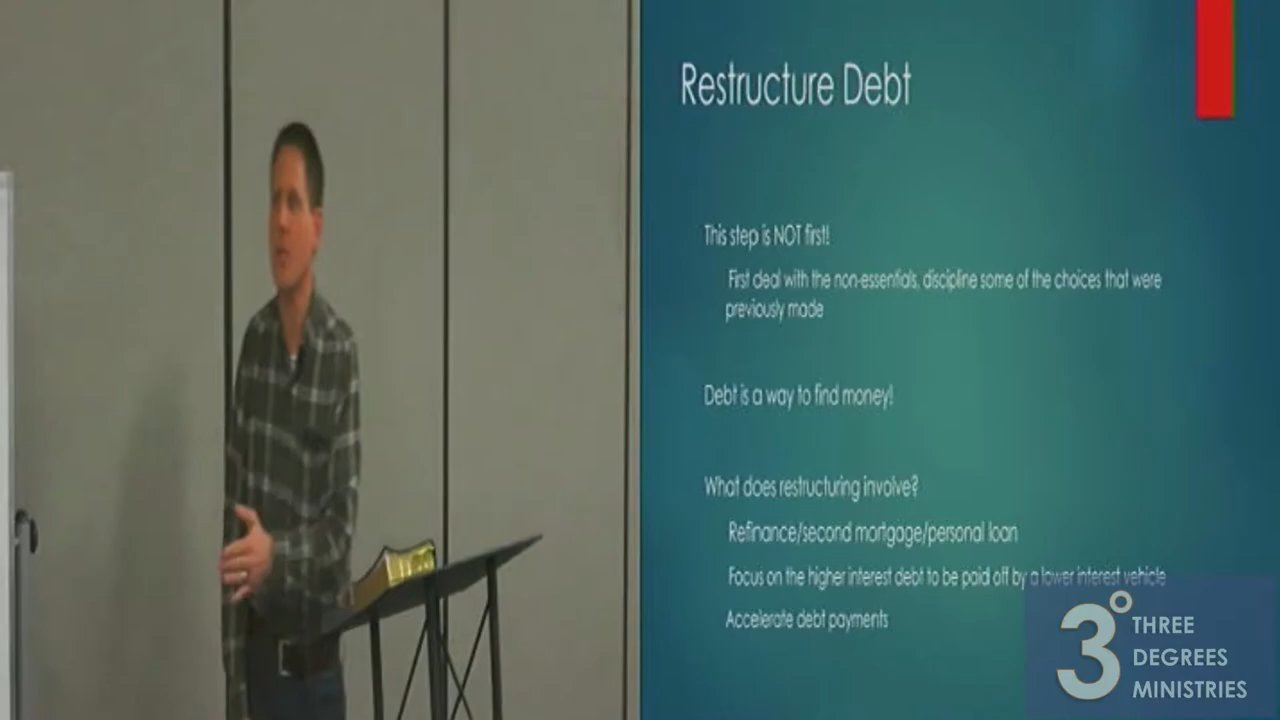 Restructure Debt
This step is NOT first!
First deal with the non-essentials, discipline some of the choices that were
previously made
Debt is a way to find money!
What does restructuring involve?
Refinance/second mortgage/personal loan
Focus on the higher interest debt to be paid off by a lower interest vehicle
Accelerate debt payments
3° THREE
DEGREES
MINISTRIES